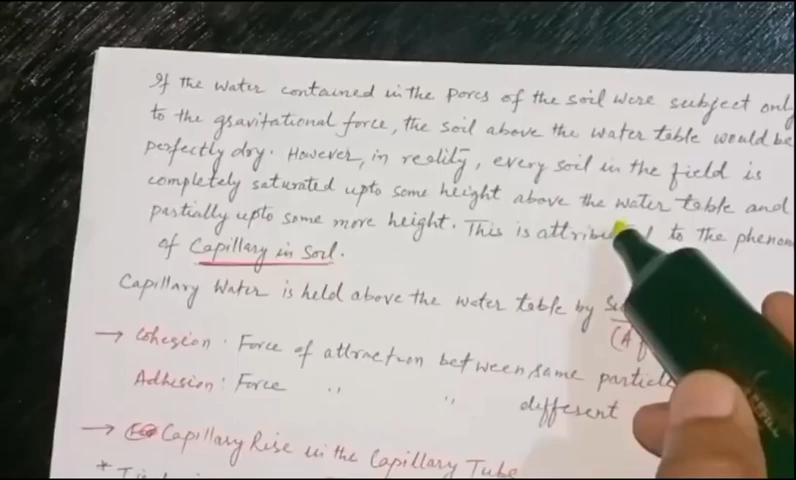 If the water contained in the pores of the soil were subject only
to the gravitational force, the soil above the water table would be
perfectly dry. However, in reality, every soil in the field is
completely saturated upto some height above the water table and
partially upto some more height. This is to the
of Capillary in Soil.
Capillary Water is held above the water table by
→ Cohesion : Force of attraction between same particle
Adhesion : Force " " different
→ Capillary Rise in the Capillary Tube
*